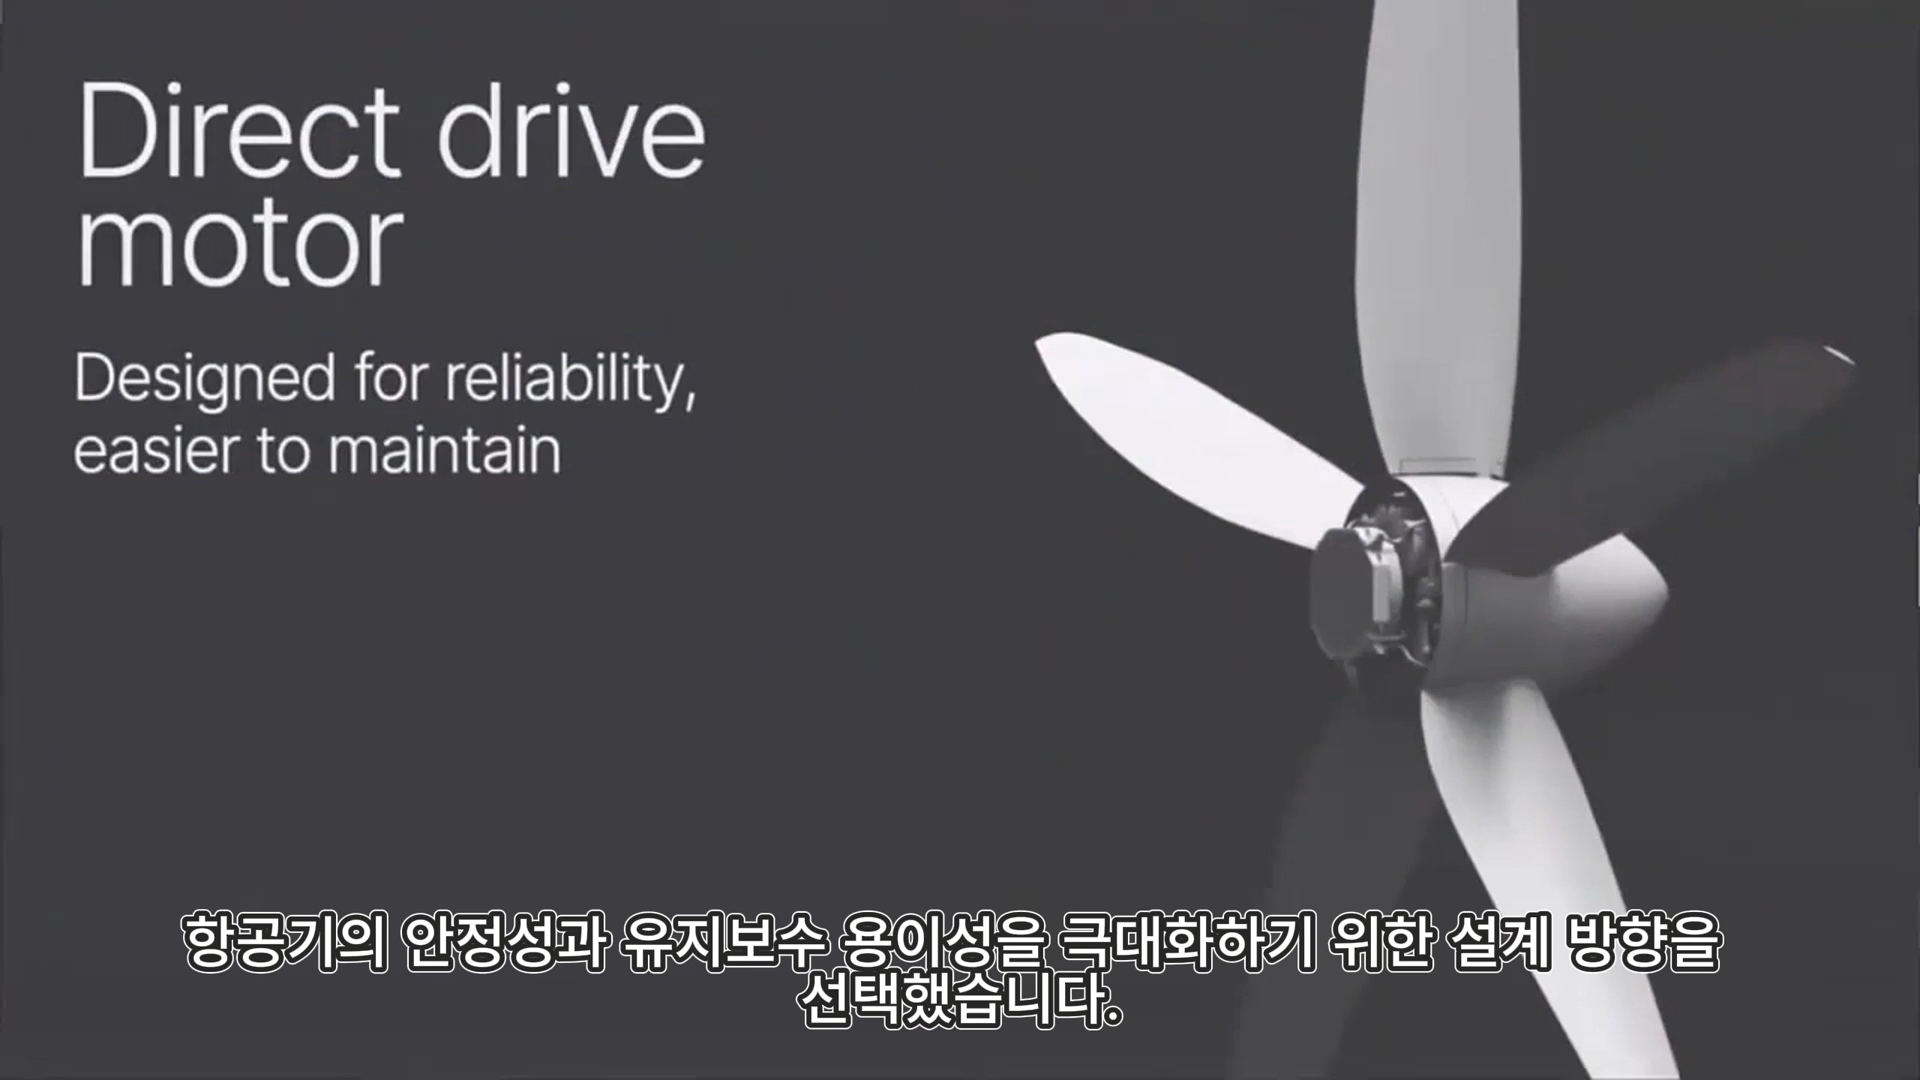 Direct drive
motor
Designed for reliability,
easier to maintain
항공기의 안정성과 유지보수 용이성을 극대화하기 위한 설계 방향을
선택했습니다.